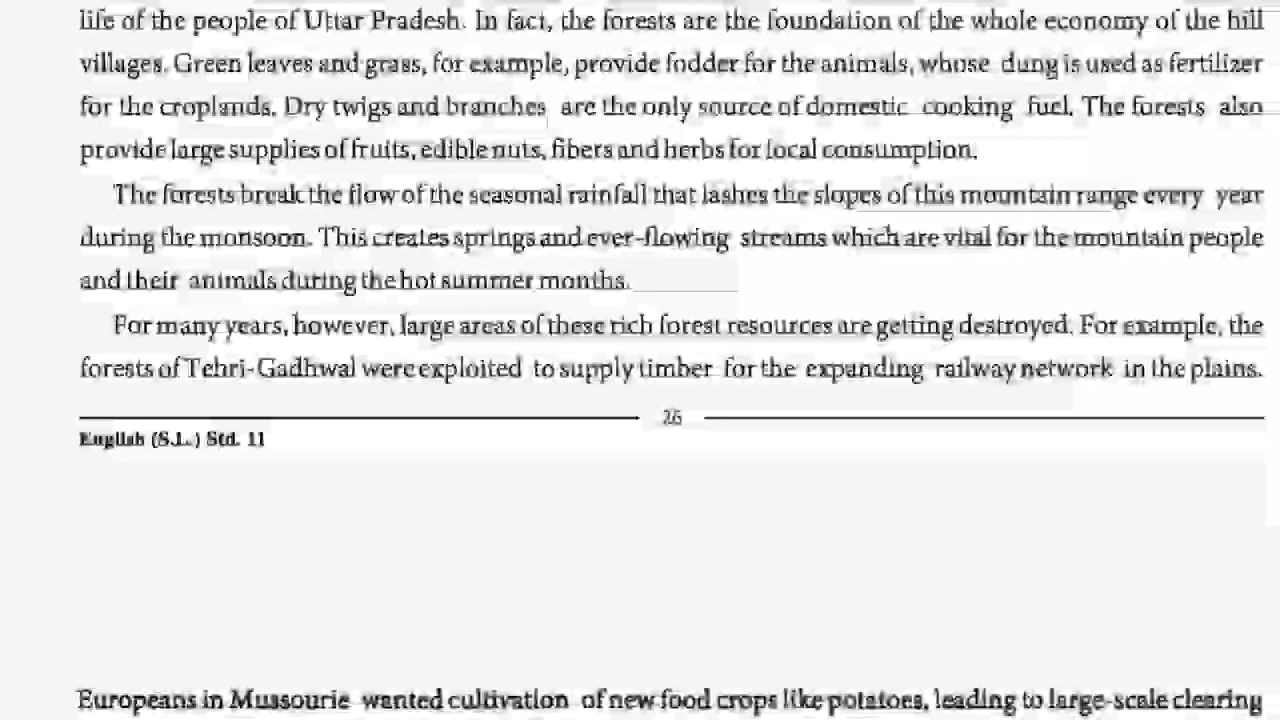 life of the people of Uttar Pradesh. In fact, the forests are the foundation of the whole economy of the hill
villages. Green leaves and grass, for example, provide fodder for the animals, whose dung is used as fertilizer
for the croplands. Dry twigs and branches are the only source of domestic cooking fuel. The forests also
provide large supplies of fruits, edible nuts, fibers and herbs for local consumption.
The forests break the flow of the seasonal rainfall that lashes the slopes of this mountain range every year
during the monsoon. This creates springs and ever-flowing streams which are vital for the mountain people
and their animals during the hot summer months.
For many years, however, large areas of these rich forest resources are getting destroyed. For example, the
forests of Tehri-Gadhwal were exploited to supply timber for the expanding railway network in the plains.
26
English (S.L.) Std. 11
Europeans in Mussourie wanted cultivation of new food crops like potatoes, leading to large-scale clearing